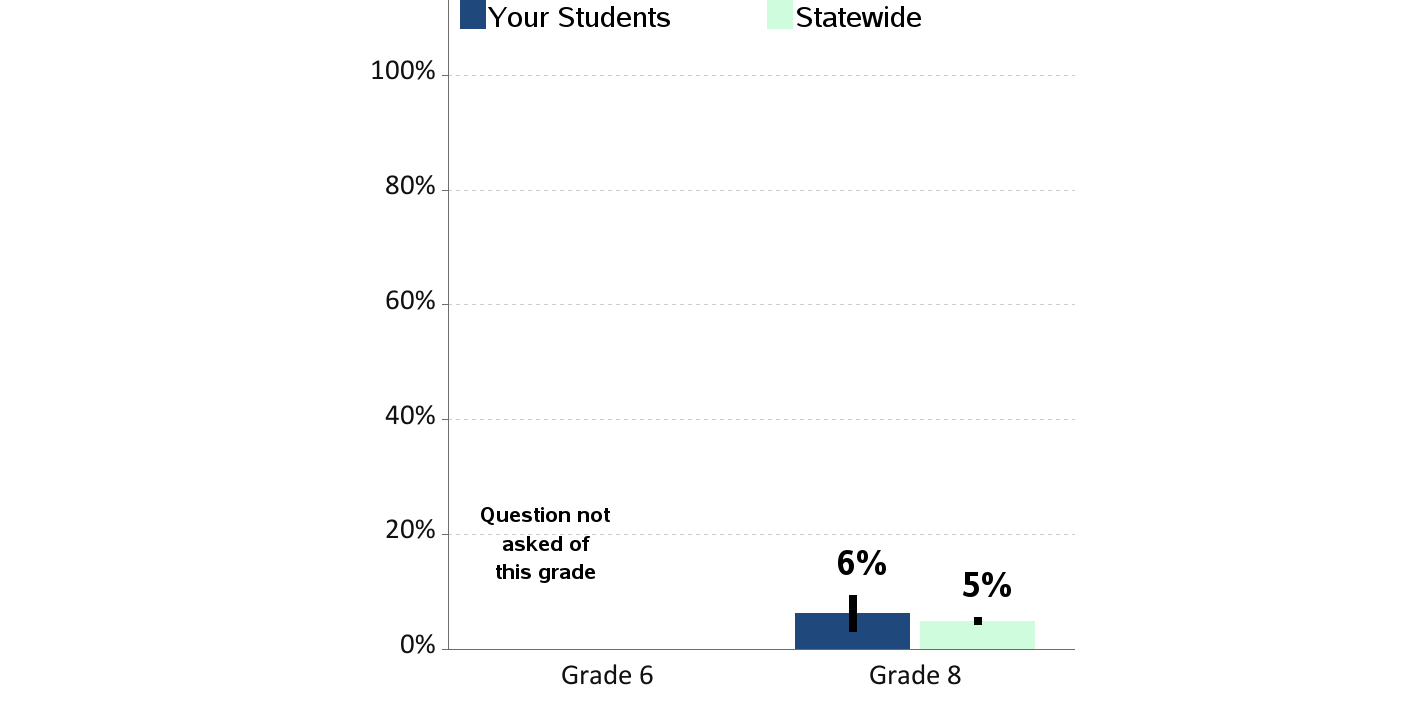 Your Students Statewide
100%
80%
60%
40%
20%
0%
Question not
asked of
this grade
6%
5%
Grade 6 Grade 8